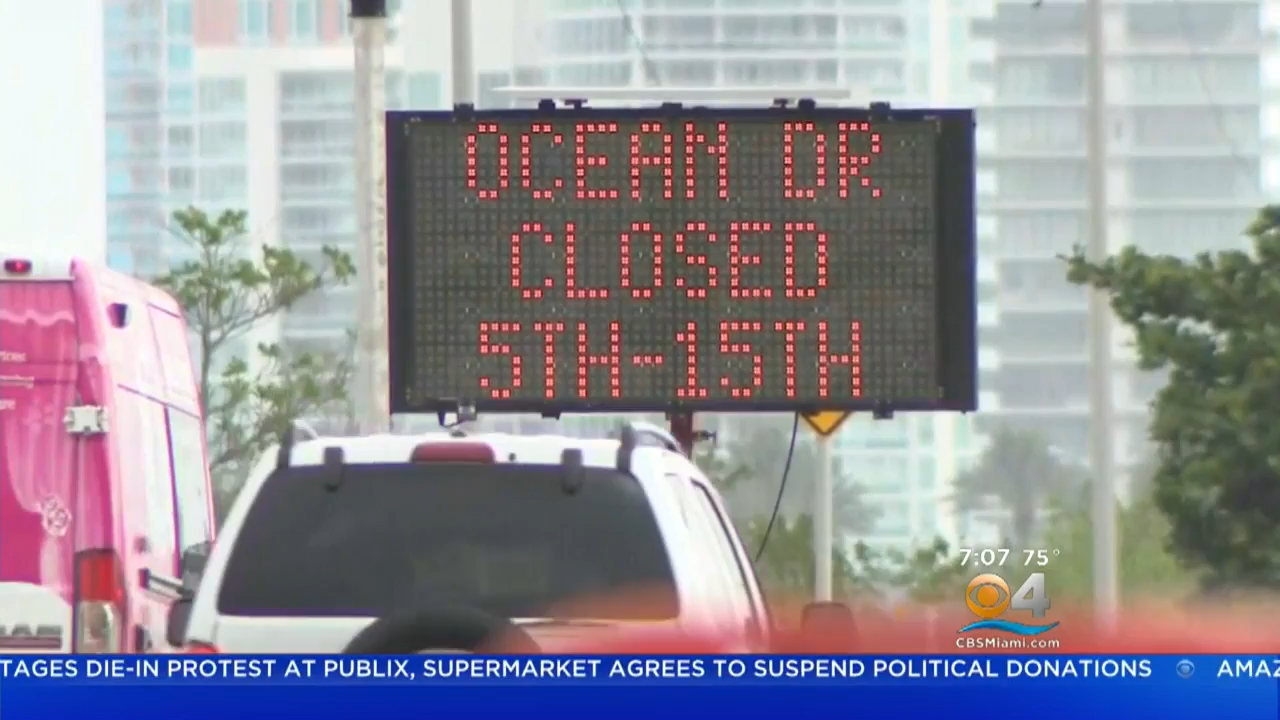 OCEAN DR
CLOSED
5TH-15TH
7:07 75°
4
CBSMiami.com
TAGES DIE-IN PROTEST AT PUBLIX, SUPERMARKET AGREES TO SUSPEND POLITICAL DONATIONS AMAZ